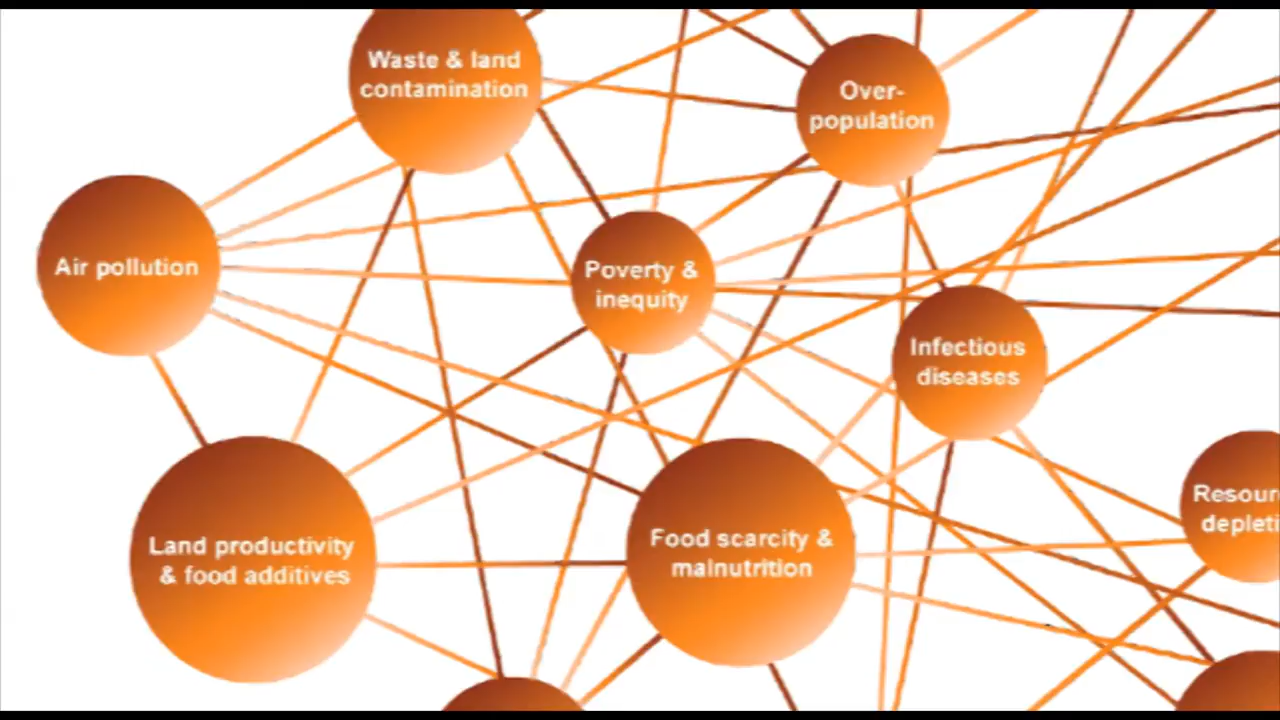 Waste & land
contamination
Over-
population
Air pollution
Poverty &
inequity
Infectious
diseases
Land productivity
& food additives
Food scarcity &
malnutrition